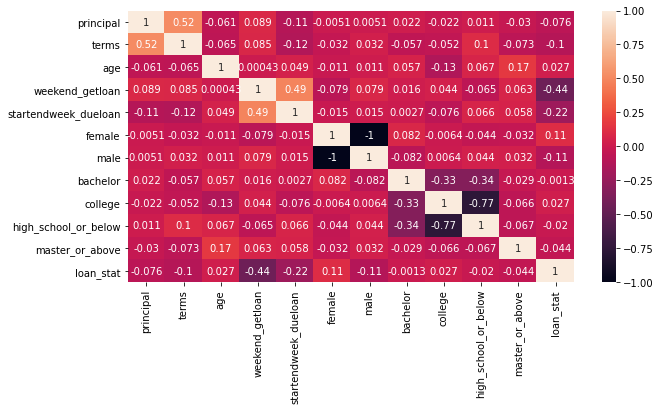 principal 1 0.52 -0.061 0.089 -0.11 -0.0051 0.0051 0.022 -0.022 0.011 -0.03 -0.076
terms 0.52 1 -0.065 0.085 -0.12 -0.032 0.032 -0.057 -0.052 0.1 -0.073 -0.1
age -0.061 -0.065 1 0.00043 0.049 -0.011 0.011 0.057 -0.13 0.067 0.17 0.027
weekend_getloan 0.089 0.085 0.00043 1 0.49 -0.079 0.079 0.016 0.044 -0.065 0.063 -0.44
startendweek_dueloan -0.11 -0.12 0.049 0.49 1 -0.015 0.015 0.0027 -0.076 0.066 0.058 -0.22
female -0.0051 -0.032 -0.011 -0.079 -0.015 1 -1 0.082 -0.0064 -0.044 -0.032 0.11
male 0.0051 0.032 0.011 0.079 0.015 -1 1 -0.082 0.0064 0.044 0.032 -0.11
bachelor 0.022 -0.057 0.057 0.016 0.0027 0.082 -0.082 1 -0.33 -0.34 -0.029 -0.0013
college -0.022 -0.052 -0.13 0.044 -0.076 -0.0064 0.0064 -0.33 1 -0.77 -0.066 0.027
high_school_or_below 0.011 0.1 0.067 -0.065 0.066 -0.044 0.044 -0.34 -0.77 1 -0.067 -0.02
master_or_above -0.03 -0.073 0.17 0.063 0.058 -0.032 0.032 -0.029 -0.066 -0.067 1 -0.044
loan_stat -0.076 -0.1 0.027 -0.44 -0.22 0.11 -0.11 -0.0013 0.027 -0.02 -0.044 1
principal
terms
age
weekend_getloan
startendweek_dueloan
female
male
bachelor
college
high_school_or_below
master_or_above
loan_stat
1.00
0.75
0.50
0.25
0.00
−0.25
−0.50
−0.75
−1.00